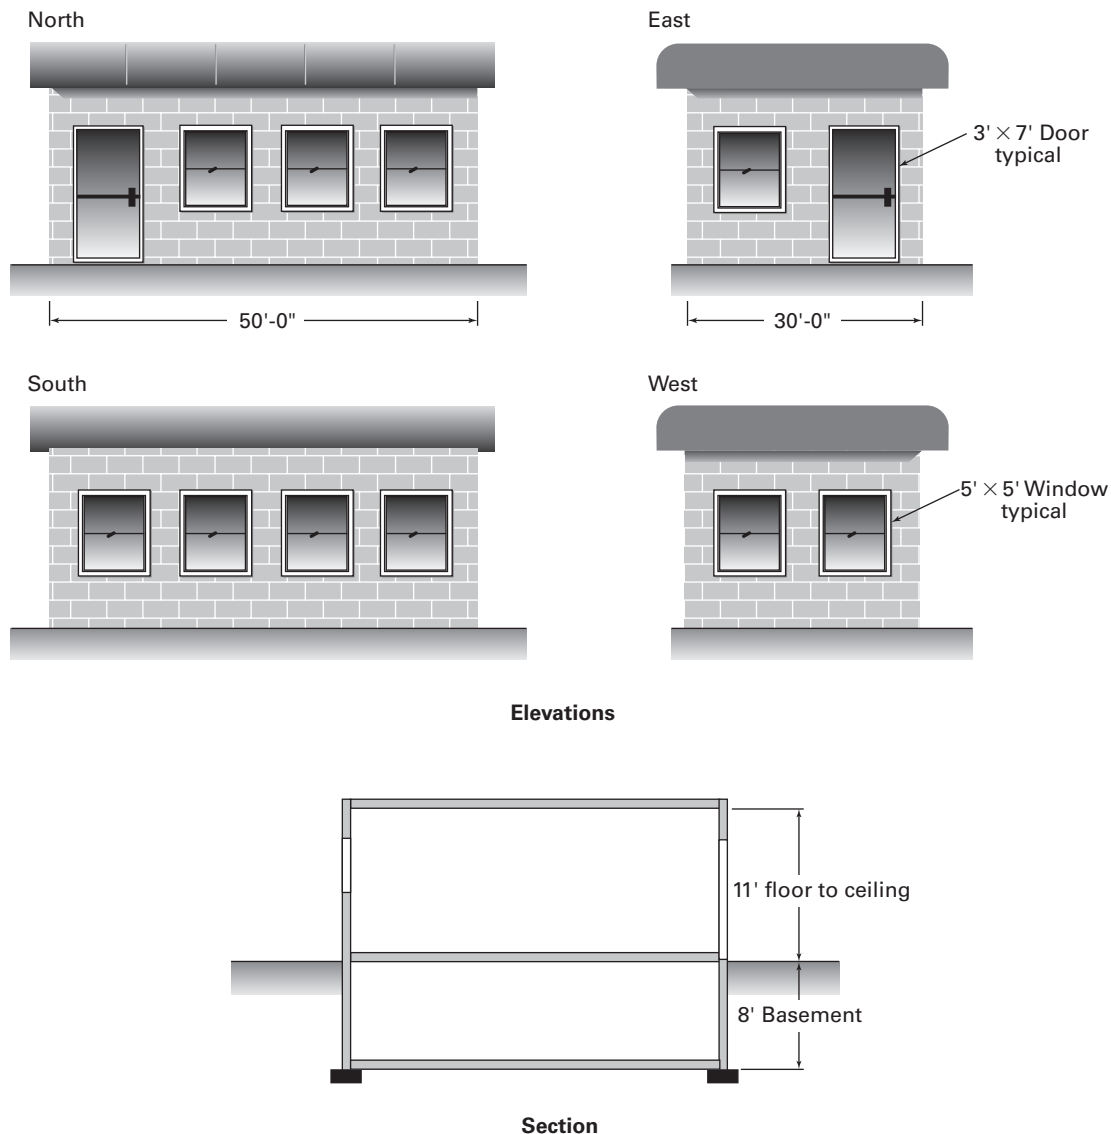 North
East
3' × 7' Door
typical
50'-0"
30'-0"
South
West
5' × 5' Window
typical
Elevations
11' floor to ceiling
8' Basement
Section